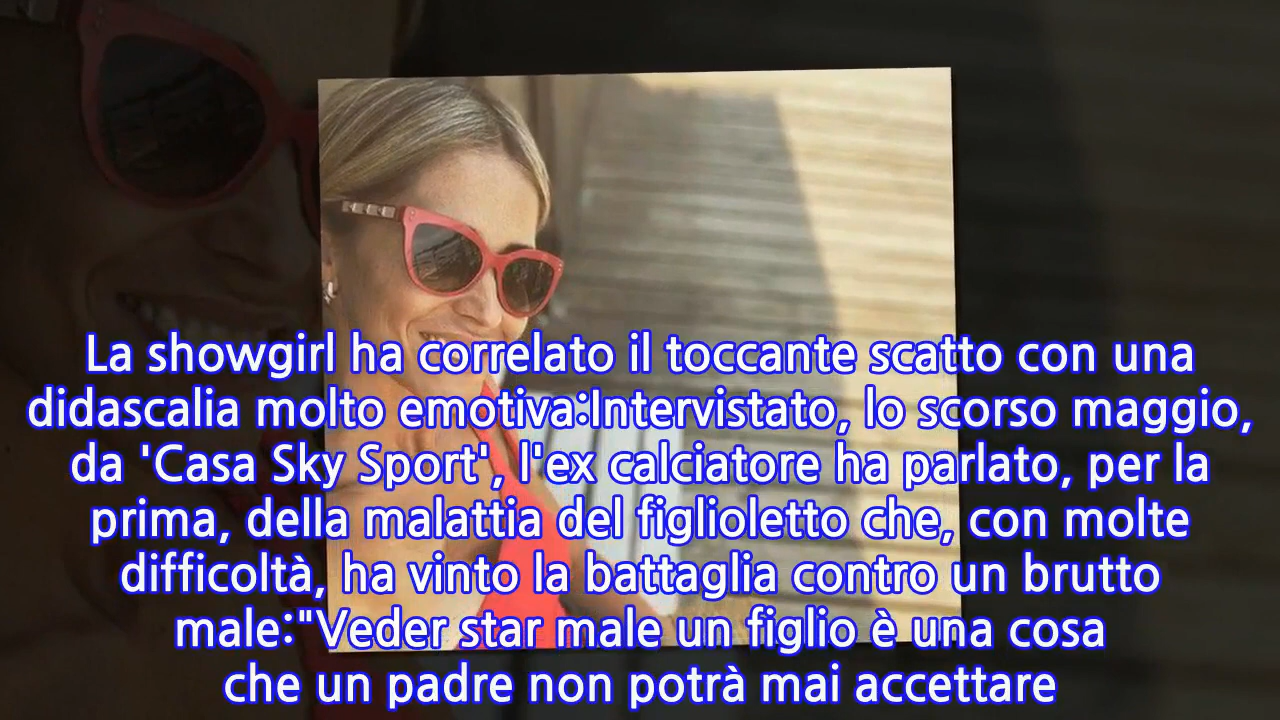 La showgirl ha correlato il toccante scatto con una
didascalia molto emotiva:Intervistato, lo scorso maggio,
da 'Casa Sky Sport', l'ex calciatore ha parlato, per la
prima, della malattia del figlioletto che, con molte
difficoltà, ha vinto la battaglia contro un brutto
male:"Veder star male un figlio è una cosa
che un padre non potrà mai accettare